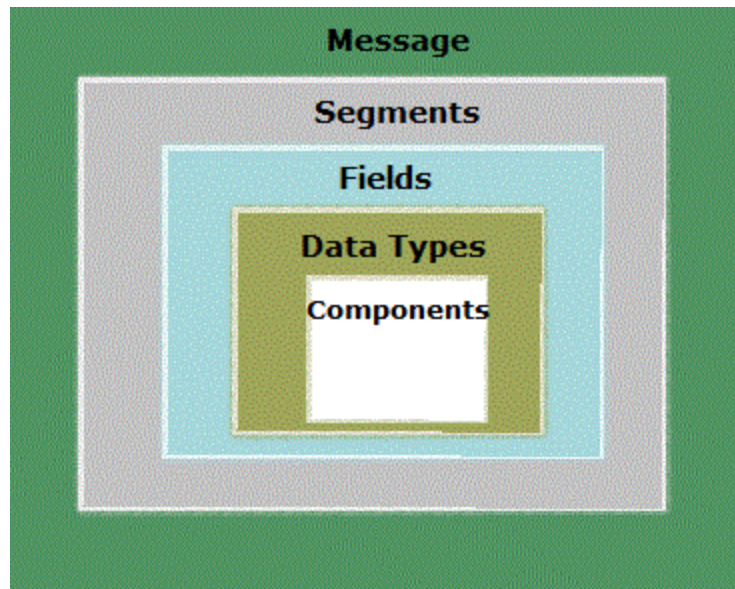 Message
Segments
Fields
Data Types
Components